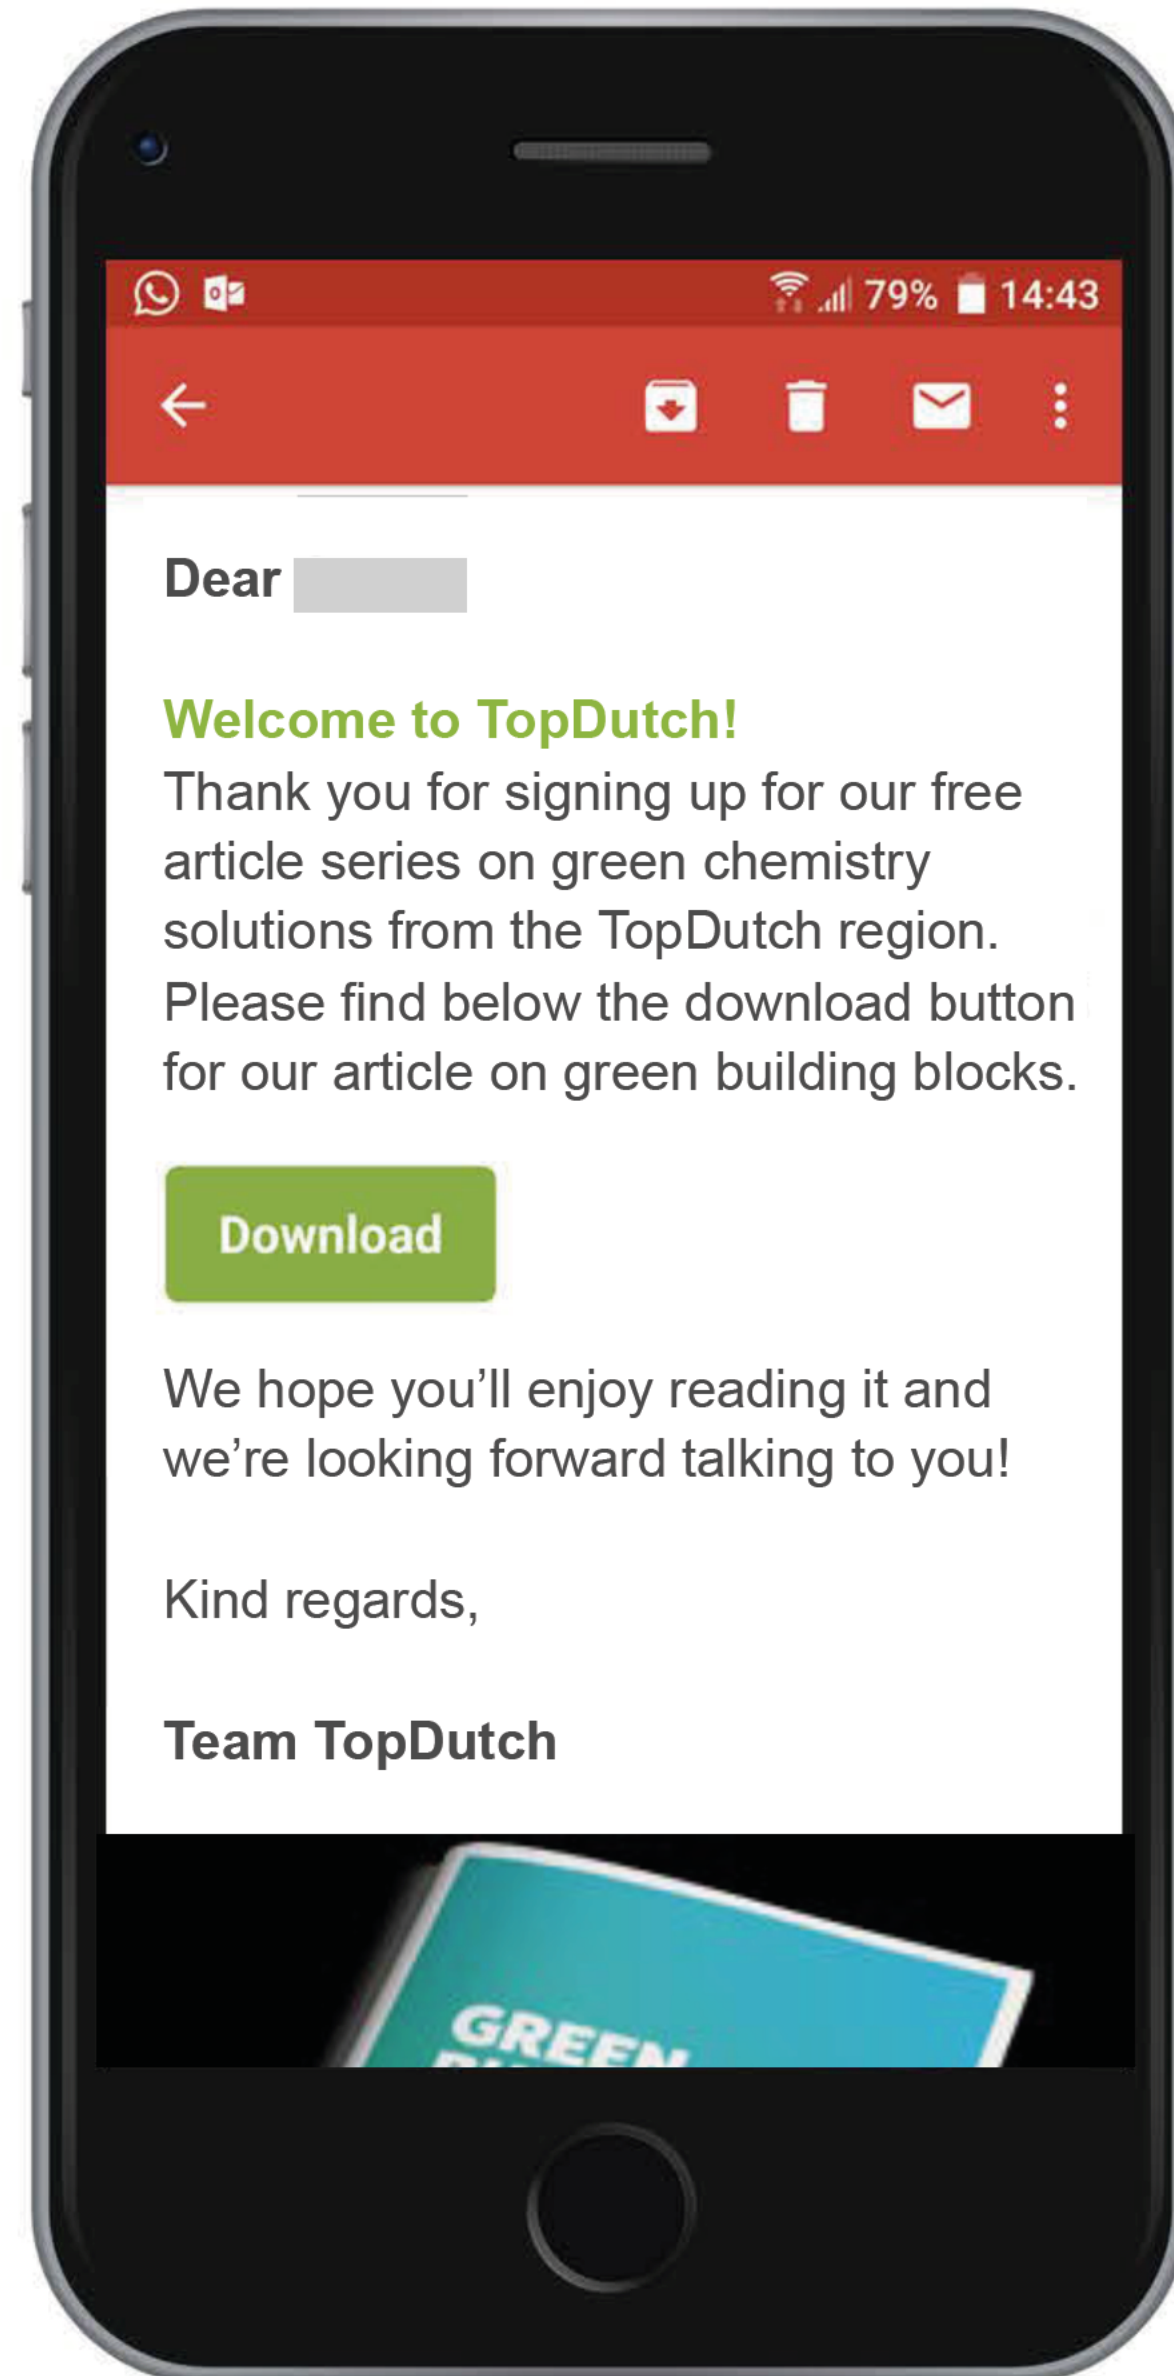 79% 14:43
Dear
Welcome to TopDutch!
Thank you for signing up for our free
article series on green chemistry
solutions from the TopDutch region.
Please find below the download button
for our article on green building blocks.
Download
We hope you’ll enjoy reading it and
we’re looking forward talking to you!
Kind regards,
Team TopDutch
GREEN